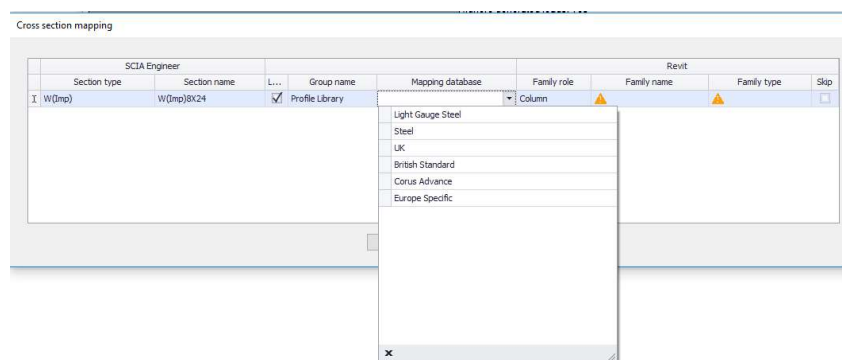 Cross section mapping
SCIA Engineer Revit
Section type Section name L... Group name Mapping database Family role Family name Family type Skip
W(Imp) W(Imp)8X24 Profile Library Column
Light Gauge Steel
Steel
UK
British Standard
Corus Advance
Europe Specific
x